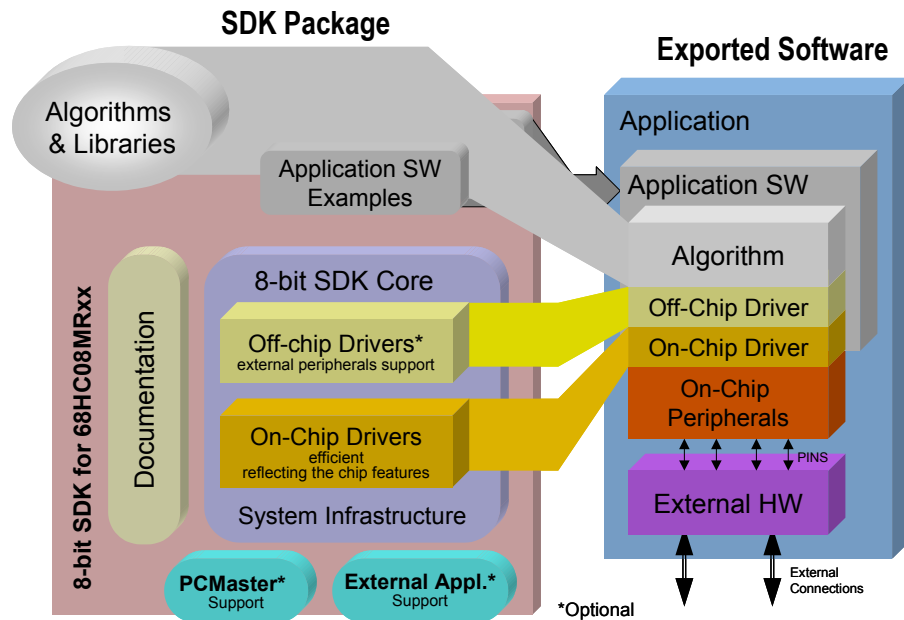 SDK Package
Exported Software
Algorithms
& Libraries
Application SW
Examples
8-bit SDK for 68HC08MRxx
Documentation
8-bit SDK Core
Off-chip Drivers*
external peripherals support
On-Chip Drivers
efficient
reflecting the chip features
System Infrastructure
PCMaster*
Support
External Appl.*
Support
*Optional
Application
Application SW
Algorithm
Off-Chip Driver
On-Chip Driver
On-Chip
Peripherals
PINS
External HW
External
Connections